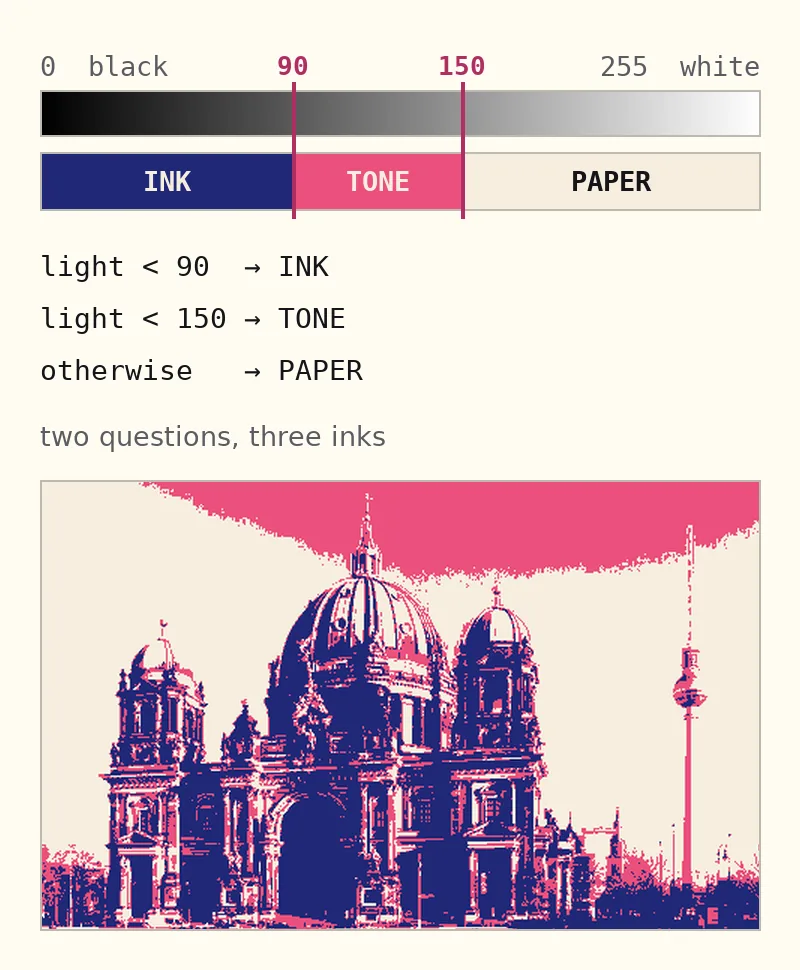 0  black 90 150 255  white
INK TONE PAPER
light < 90  → INK
light < 150 → TONE
otherwise   → PAPER
two questions, three inks